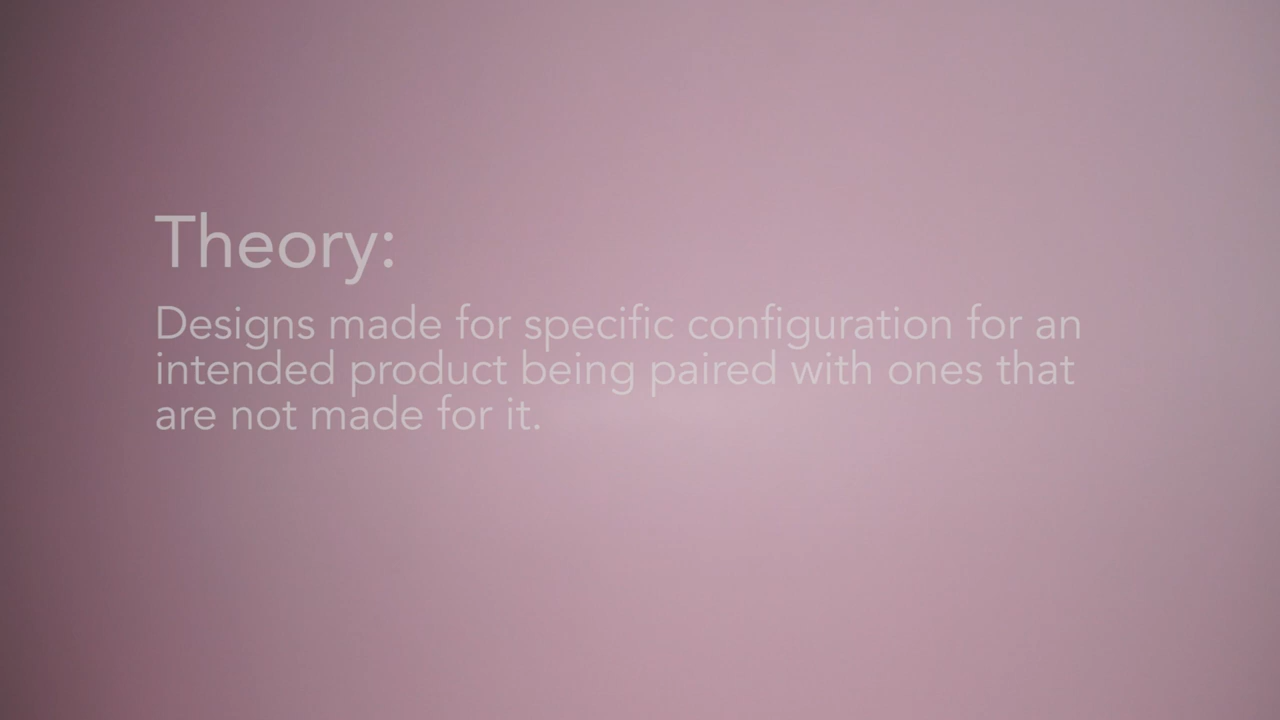 Theory:
Designs made for specific configuration for an
intended product being paired with ones that
are not made for it.